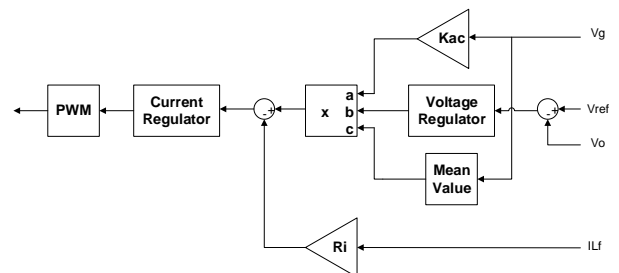 Kac
Vg
a
b
c
x
PWM
Current
Regulator
-
+
Voltage
Regulator
-
+
Vref
Vo
Mean
Value
Ri
ILf